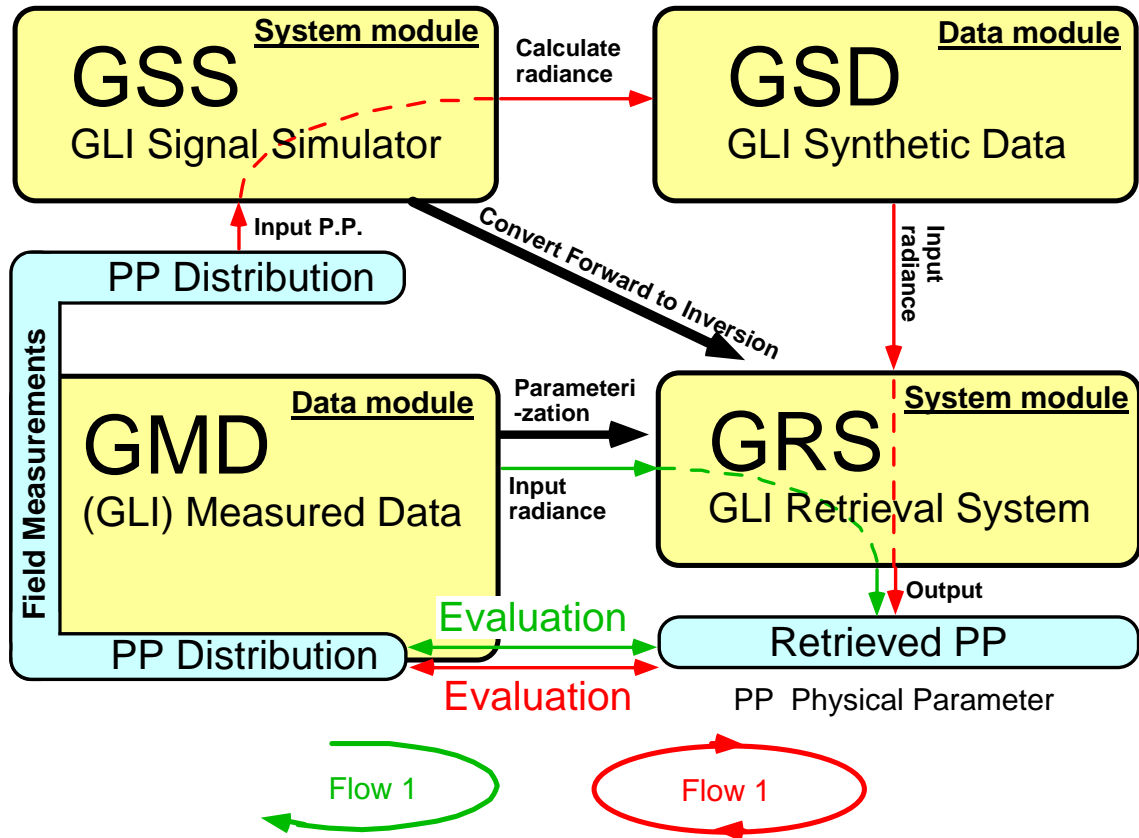 System module
GSS
GLI Signal Simulator
Calculate
radiance
Data module
GSD
GLI Synthetic Data
Input P.P.
Convert Forward to Inversion
Input
radiance
PP Distribution
Field Measurements
Data module
GMD
(GLI) Measured Data
Parameteri
-zation
Input
radiance
System module
GRS
GLI Retrieval System
Output
Evaluation
PP Distribution
Retrieved PP
Evaluation
PP Physical Parameter
Flow 1
Flow 1